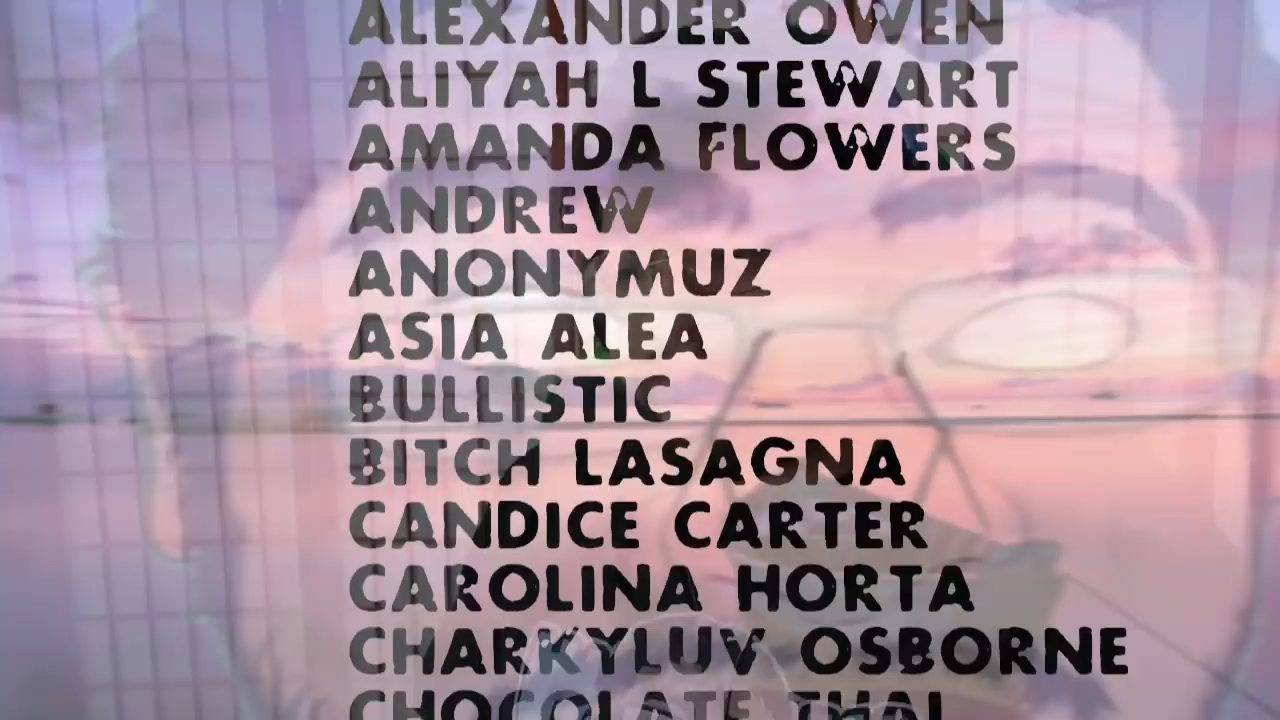 ALEXANDER OWEN
ALIYAH L STEWART
AMANDA FLOWERS
ANDREW
ANONYMUZ
ASIA ALEA
BULLISTIC
BITCH LASAGNA
CANDICE CARTER
CAROLINA HORTA
CHARKYLUV OSBORNE
CHOCOLATE THAI